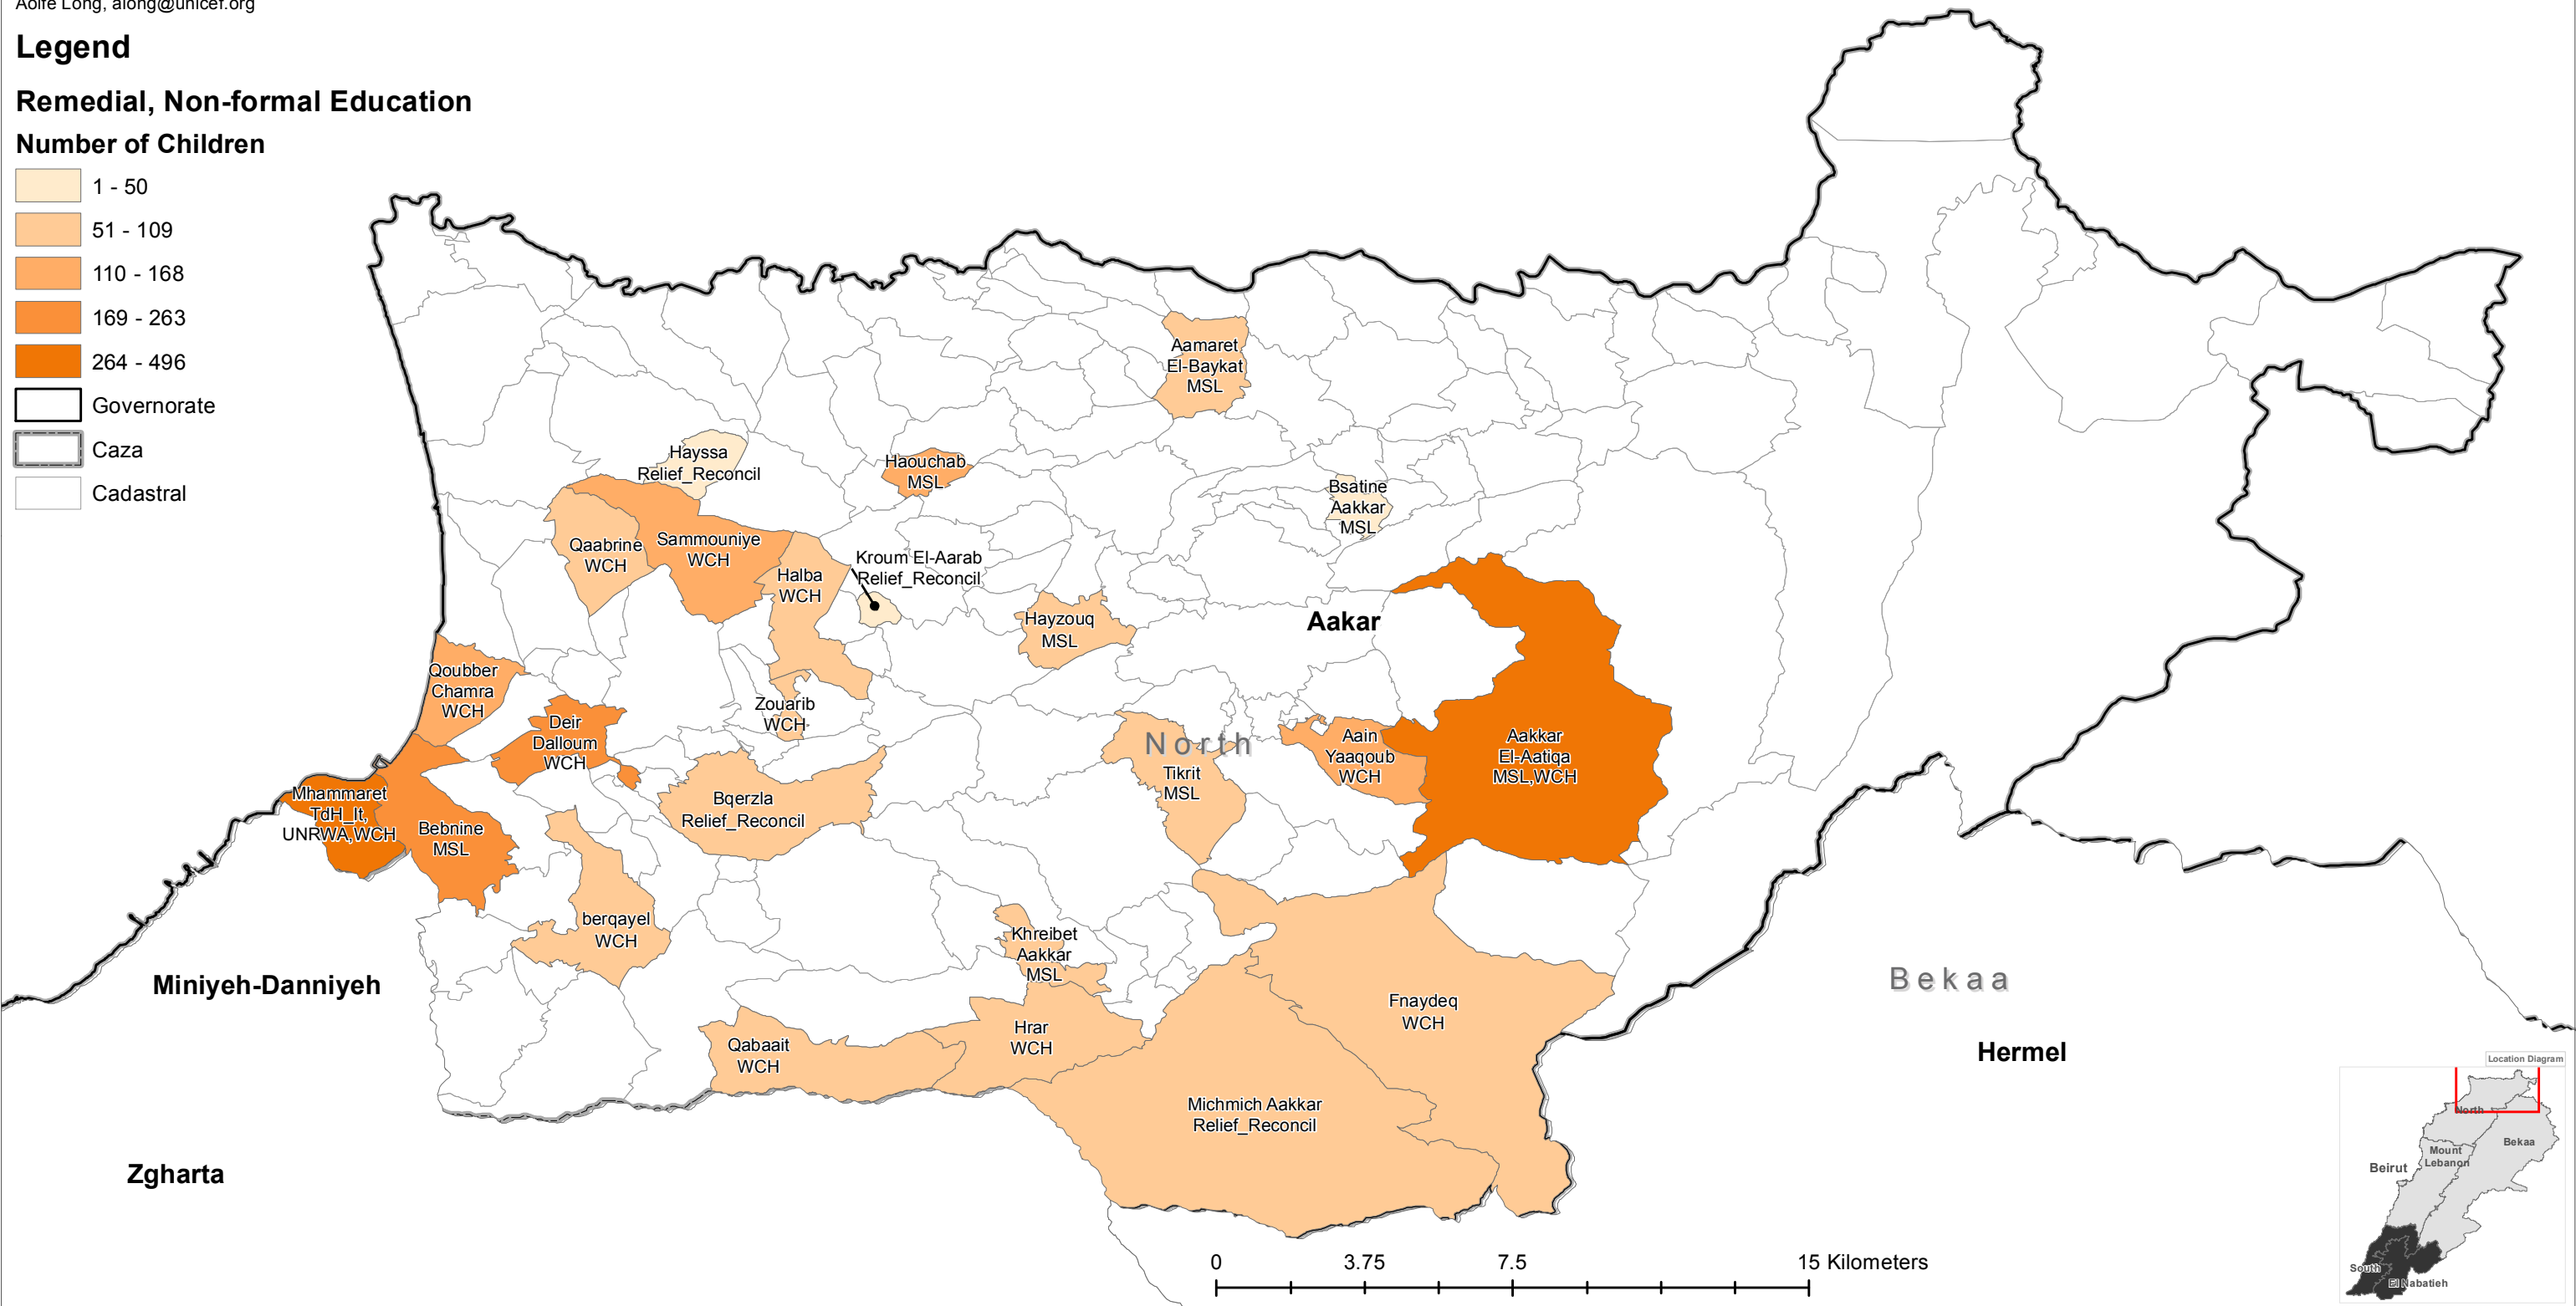 Aoife Long, along@unicef.org
Legend
Remedial, Non-formal Education
Number of Children
1 - 50
51 - 109
110 - 168
169 - 263
264 - 496
Governorate
Caza
Cadastral
Aamaret
El-Baykat
MSL
Hayssa
Relief_Reconcil
Haouchab
MSL
Bsatine
Aakkar
MSL
Qaabrine
WCH
Sammouniye
WCH
Halba
WCH
Kroum El-Aarab
Relief_Reconcil
Hayzouq
MSL
Aakar
Qoubber
Chamra
WCH
Deir
Dalloum
WCH
Zouarib
WCH
North
Tikrit
MSL
Aain
Yaaqoub
WCH
Aakkar
El-Aatiqa
MSL,WCH
Mhammaret
TdH_It,
UNRWA,WCH
Bebnine
MSL
Bqerzla
Relief_Reconcil
berqayel
WCH
Khreibet
Aakkar
MSL
Miniyeh-Danniyeh
Fnaydeq
WCH
Bekaa
Hrar
WCH
Qabaait
WCH
Hermel
Michmich Aakkar
Relief_Reconcil
Zgharta
0 3.75 7.5 15 Kilometers
Location Diagram
North
Bekaa
Mount
Lebanon
Beirut
South
El Nabatieh